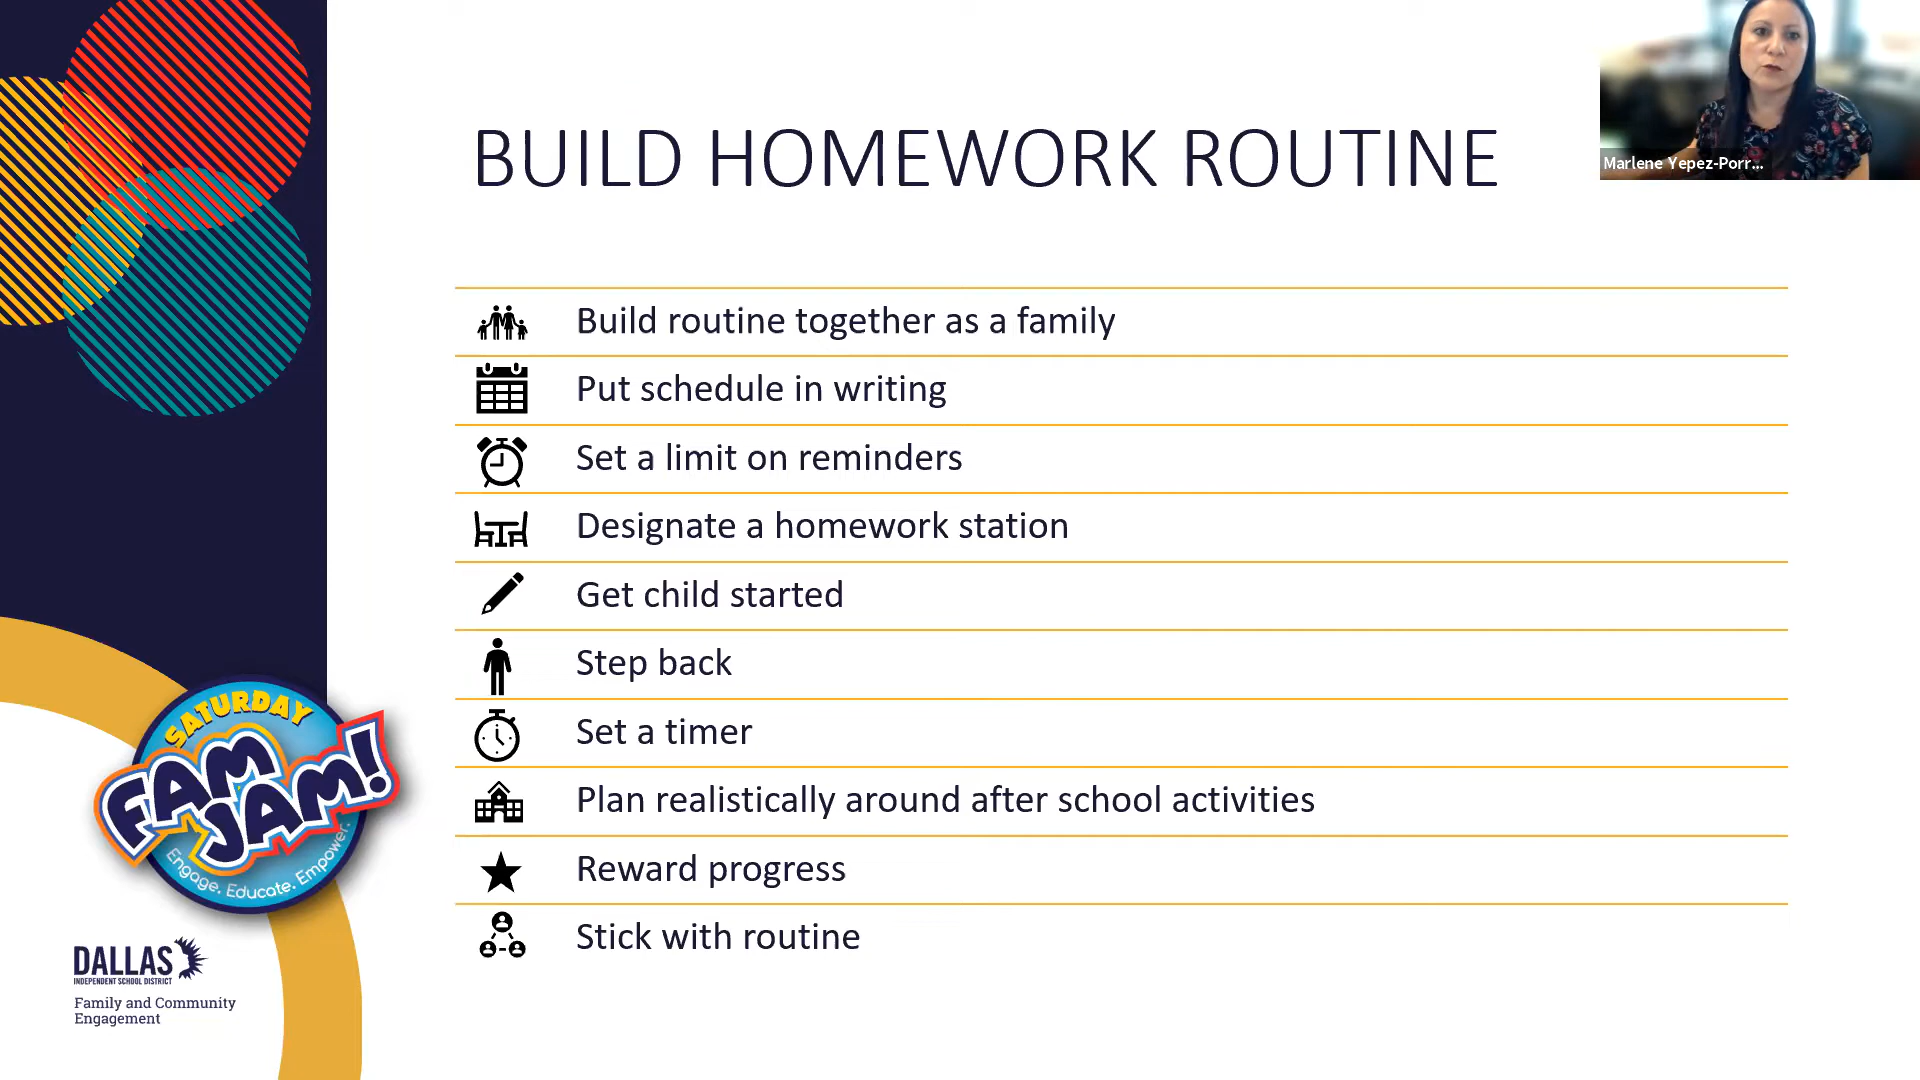 BUILD HOMEWORK ROUTINE
Marlene Yepez-Porr...
Build routine together as a family
Put schedule in writing
Set a limit on reminders
Designate a homework station
Get child started
Step back
Set a timer
Plan realistically around after school activities
Reward progress
Stick with routine
SATURDAY
FAM
JAM!
Engage. Educate. Empower.
DALLAS
INDEPENDENT SCHOOL DISTRICT
Family and Community
Engagement